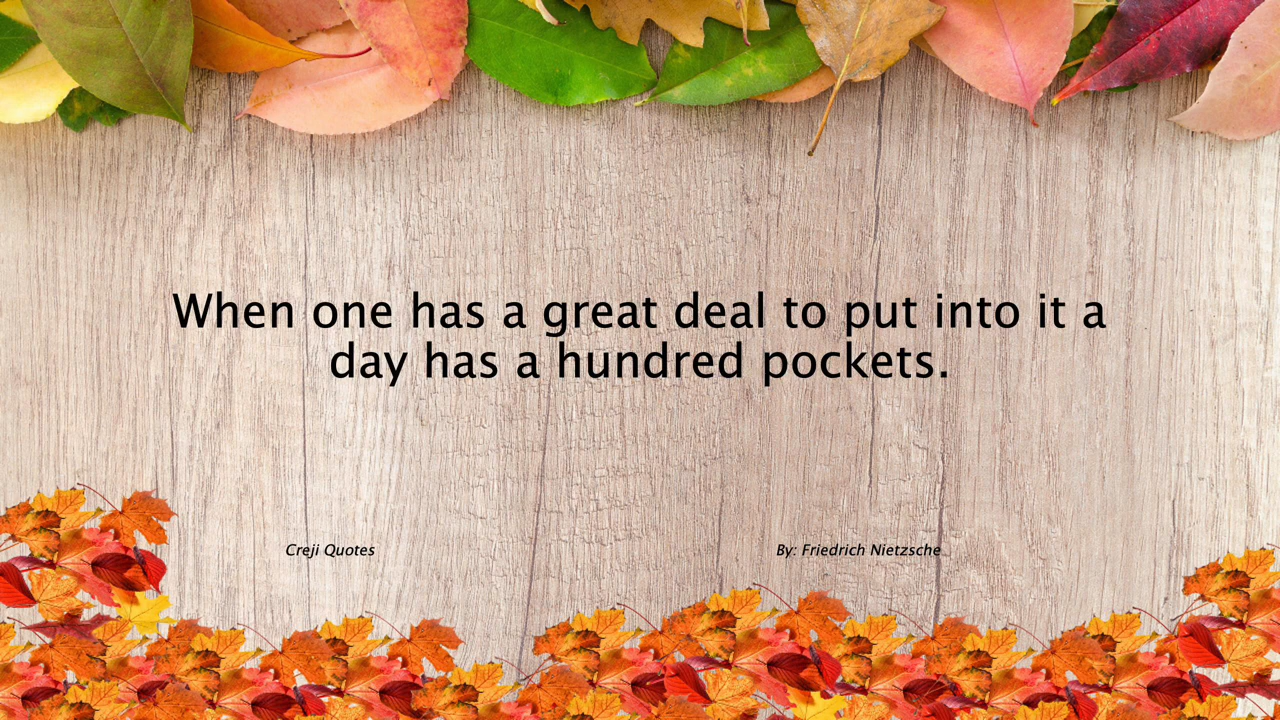 When one has a great deal to put into it a
day has a hundred pockets.
Creji Quotes
By: Friedrich Nietzsche